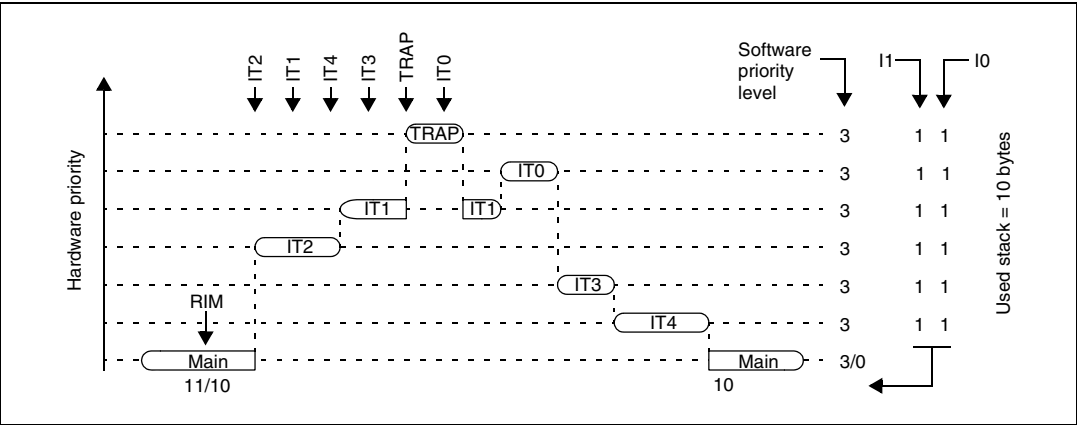 IT2
IT1
IT4
IT3
TRAP
IT0
Software
priority
level
I1
I0
Hardware priority
TRAP
3
1 1
IT0
3
1 1
IT1
IT1
3
1 1
IT2
3
1 1
IT3
3
1 1
RIM
IT4
3
1 1
Main
Main
3/0
11/10
10
Used stack = 10 bytes